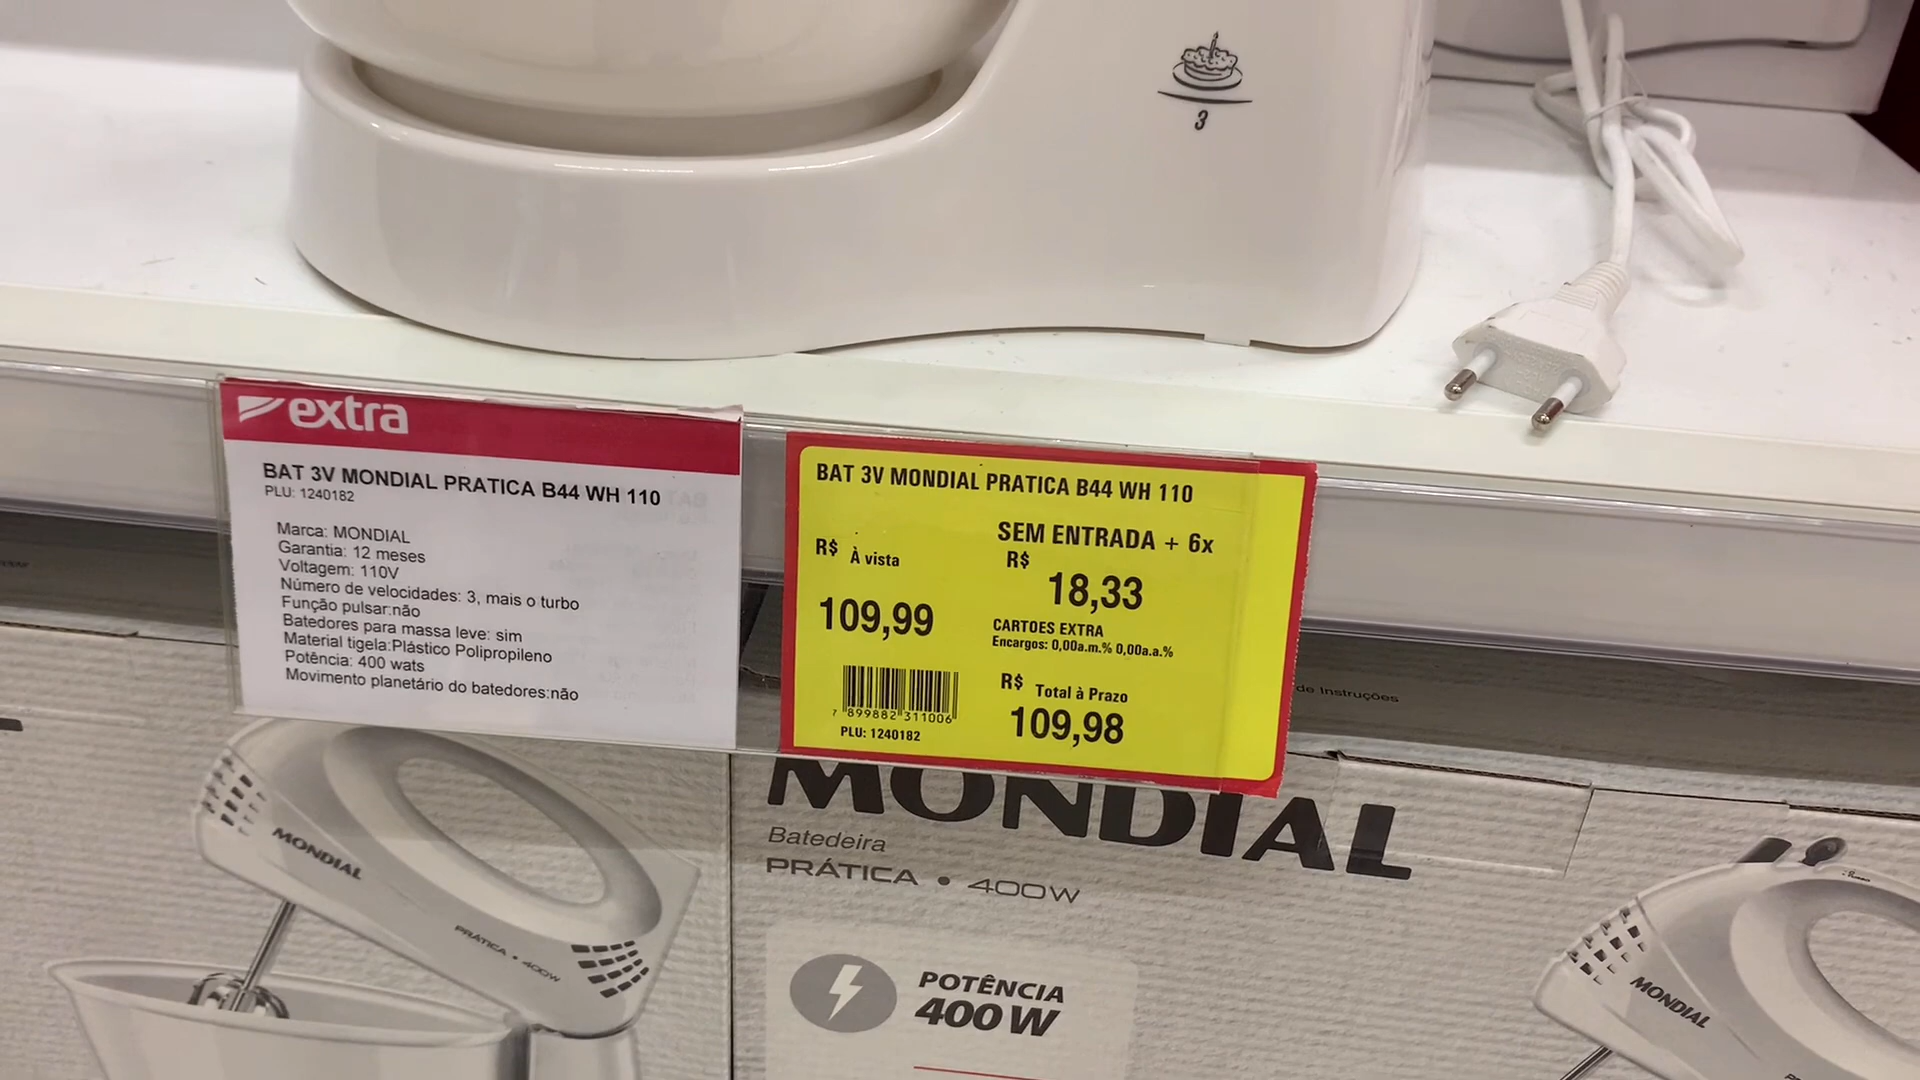 3
extra
BAT 3V MONDIAL PRATICA B44 WH 110
PLU: 1240182
Marca: MONDIAL
Garantia: 12 meses
Voltagem: 110V
Número de velocidades: 3, mais o turbo
Função pulsar:não
Batedores para massa leve: sim
Material tigela:Plástico Polipropileno
Potência: 400 wats
Movimento planetário do batedores:não
BAT 3V MONDIAL PRATICA B44 WH 110
SEM ENTRADA + 6x
R$ À vista
R$
18,33
109,99
CARTOES EXTRA
Encargos: 0,00a.m.% 0,00a.a.%
R$ Total à Prazo
109,98
7 899882 311006
PLU: 1240182
de Instruções
MONDIAL
Batedeira
PRÁTICA • 400W
POTÊNCIA
400W
MONDIAL
PRÁTICA • 400W
MONDIAL